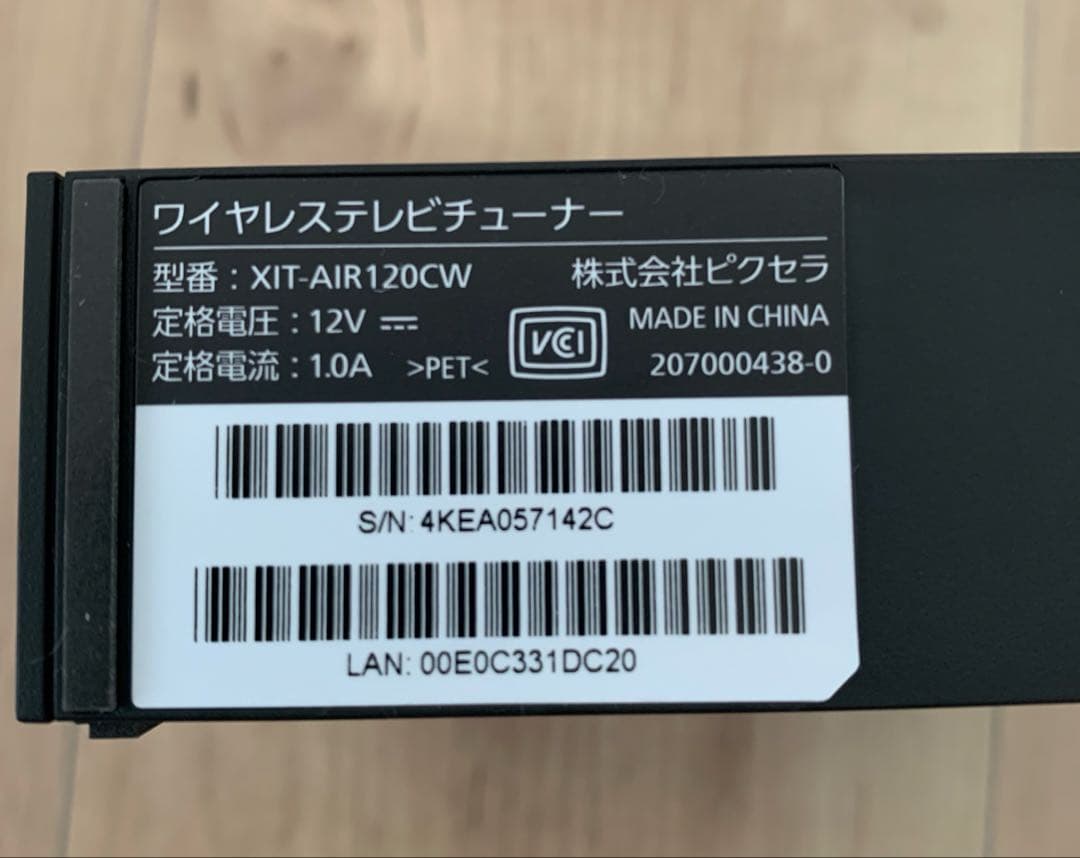 ワイヤレステレビチューナー
型番：XIT-AIR120CW 株式会社ピクセラ
定格電圧：12V ⎓ MADE IN CHINA
定格電流：1.0A >PET< VCCI 207000438-0
S/N: 4KEA057142C
LAN: 00E0C331DC20